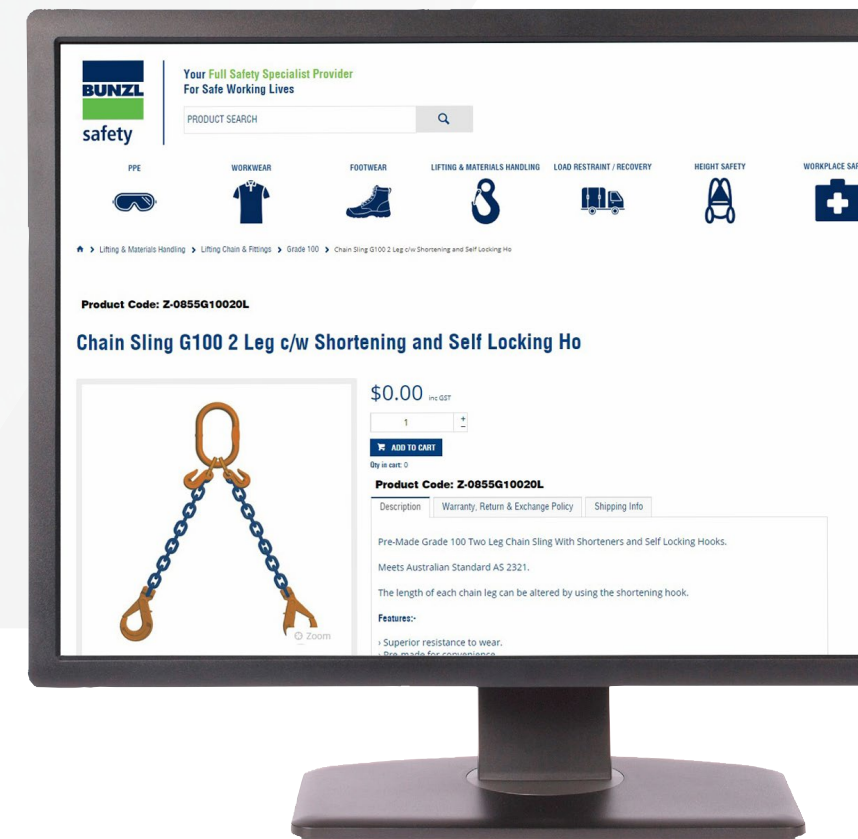 BUNZL
safety
Your Full Safety Specialist Provider
For Safe Working Lives
PRODUCT SEARCH
PPE
WORKWEAR
FOOTWEAR
LIFTING & MATERIALS HANDLING
LOAD RESTRAINT / RECOVERY
HEIGHT SAFETY
WORKPLACE
Lifting & Materials Handling > Lifting Chain & Fittings > Grade 100 > Chain Sling G100 2 Leg c/w Shortening and Self Locking Ho
Product Code: Z-0855G10020L
Chain Sling G100 2 Leg c/w Shortening and Self Locking Ho
$0.00 inc GST
1
+
-
ADD TO CART
Qty in cart: 0
Product Code: Z-0855G10020L
Description
Warranty, Return & Exchange Policy
Shipping Info
Pre-Made Grade 100 Two Leg Chain Sling With Shorteners and Self Locking Hooks.
Meets Australian Standard AS 2321.
The length of each chain leg can be altered by using the shortening hook.
Features:-
› Superior resistance to wear.
› Pre-made for convenience
Zoom